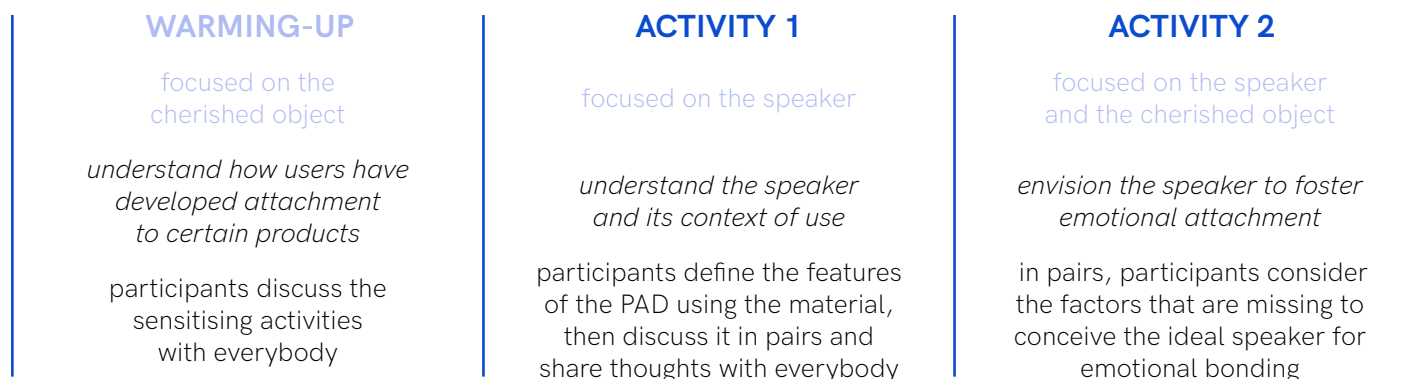 WARMING-UP
focused on the
cherished object
understand how users have
developed attachment
to certain products
participants discuss the
sensitising activities
with everybody
ACTIVITY 1
focused on the speaker
understand the speaker
and its context of use
participants define the features
of the PAD using the material,
then discuss it in pairs and
share thoughts with everybody
ACTIVITY 2
focused on the speaker
and the cherished object
envision the speaker to foster
emotional attachment
in pairs, participants consider
the factors that are missing to
conceive the ideal speaker for
emotional bonding